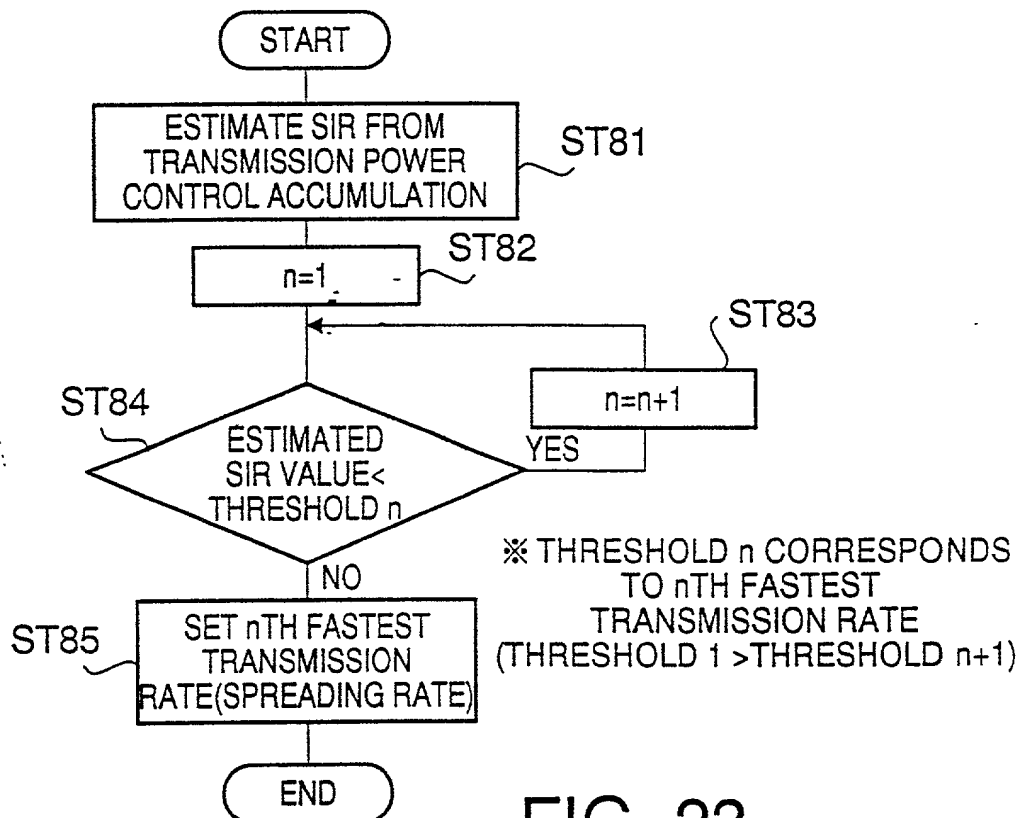 START
ESTIMATE SIR FROM
TRANSMISSION POWER
CONTROL ACCUMULATION
ST81
n=1
ST82
ST83
n=n+1
ST84
ESTIMATED
SIR VALUE<
THRESHOLD n
YES
NO
※ THRESHOLD n CORRESPONDS
TO nTH FASTEST
TRANSMISSION RATE
(THRESHOLD 1 >THRESHOLD n+1)
ST85
SET nTH FASTEST
TRANSMISSION
RATE(SPREADING RATE)
END